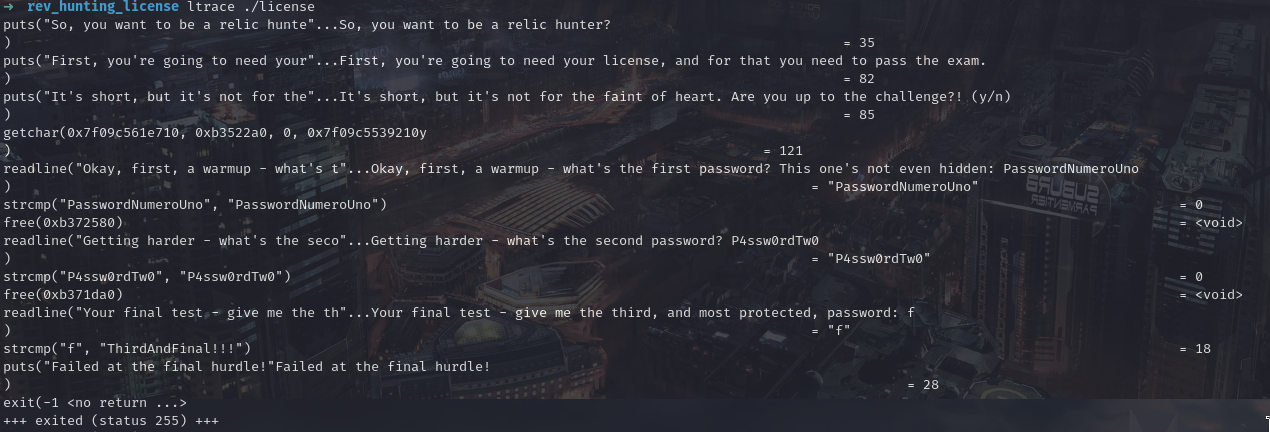 → rev_hunting_license ltrace ./license
puts("So, you want to be a relic hunte"...So, you want to be a relic hunter?
) = 35
puts("First, you're going to need your"...First, you're going to need your license, and for that you need to pass the exam.
) = 82
puts("It's short, but it's not for the"...It's short, but it's not for the faint of heart. Are you up to the challenge?! (y/n)
) = 85
getchar(0x7f09c561e710, 0xb3522a0, 0, 0x7f09c5539210y
) = 121
readline("Okay, first, a warmup - what's t"...Okay, first, a warmup - what's the first password? This one's not even hidden: PasswordNumeroUno
) = "PasswordNumeroUno"
strcmp("PasswordNumeroUno", "PasswordNumeroUno") = 0
free(0xb372580) = <void>
readline("Getting harder - what's the seco"...Getting harder - what's the second password? P4ssw0rdTw0
) = "P4ssw0rdTw0"
strcmp("P4ssw0rdTw0", "P4ssw0rdTw0") = 0
free(0xb371da0) = <void>
readline("Your final test - give me the th"...Your final test - give me the third, and most protected, password: f
) = "f"
strcmp("f", "ThirdAndFinal!!!") = 18
puts("Failed at the final hurdle!"Failed at the final hurdle!
) = 28
exit(-1 <no return ...>
+++ exited (status 255) +++